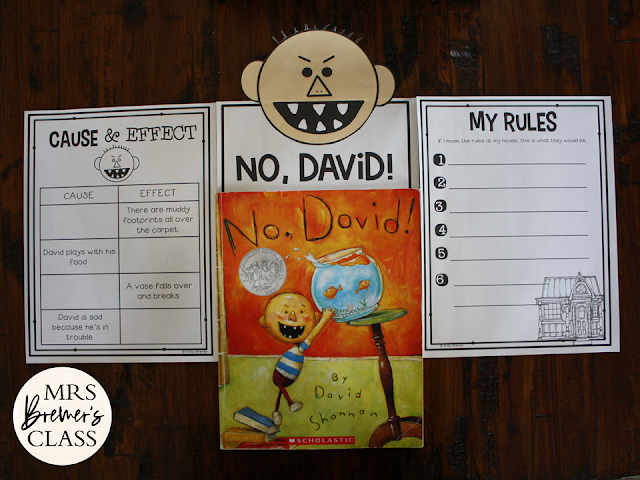 CAUSE & EFFECT
CAUSE
EFFECT
There are muddy
footprints all over
the carpet.
David plays with his
food
A vase falls over
and breaks
David is sad
because he's in
trouble
NO, DAVID!
No, David!
By
David
Shannon
SCHOLASTIC
MY RULES
If I made the rules at my house, this is what they would be:
1
2
3
4
5
6
MRS
Bremer's
CLASS